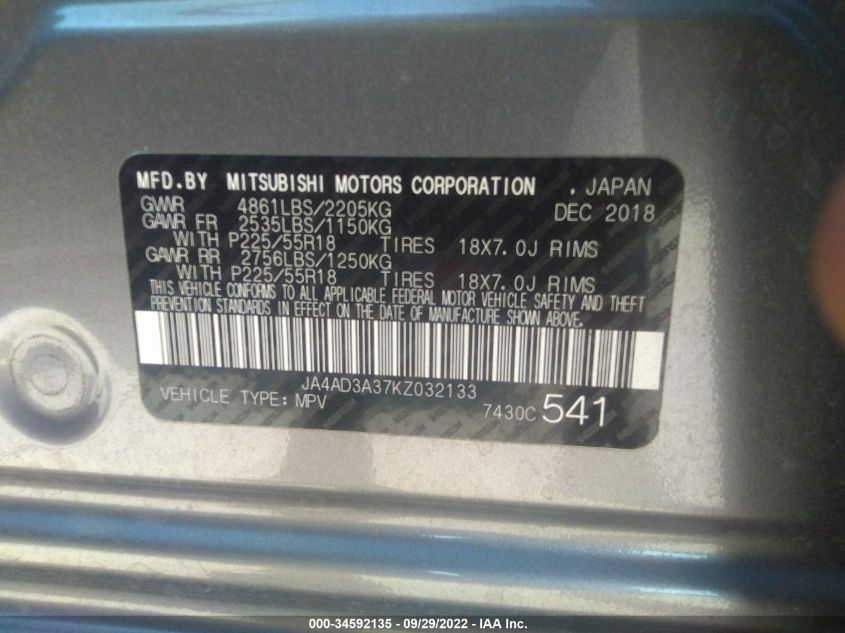 MFD.BY MITSUBISHI MOTORS CORPORATION . JAPAN
GVWR 4861LBS/2205KG DEC 2018
GAWR FR 2535LBS/1150KG
WITH P225/55R18 TIRES 18X7.0J RIMS
GAWR RR 2756LBS/1250KG
WITH P225/55R18 TIRES 18X7.0J RIMS
THIS VEHICLE CONFORMS TO ALL APPLICABLE FEDERAL MOTOR VEHICLE SAFETY AND THEFT
PREVENTION STANDARDS IN EFFECT ON THE DATE OF MANUFACTURE SHOWN ABOVE.
JA4AD3A37KZ032133
VEHICLE TYPE:MPV 7430C 541
000-34592135 - 09/29/2022 - IAA Inc.